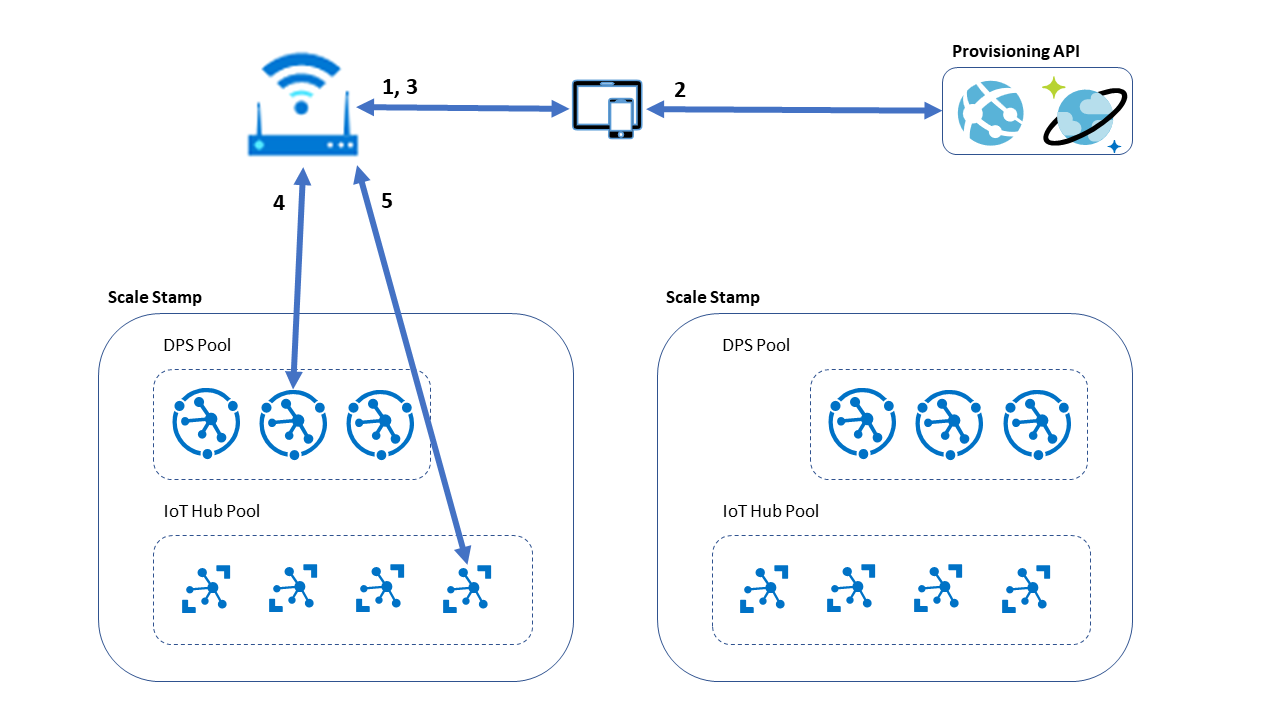 Provisioning API
1, 3
2
4
5
Scale Stamp
Scale Stamp
DPS Pool
DPS Pool
IoT Hub Pool
IoT Hub Pool